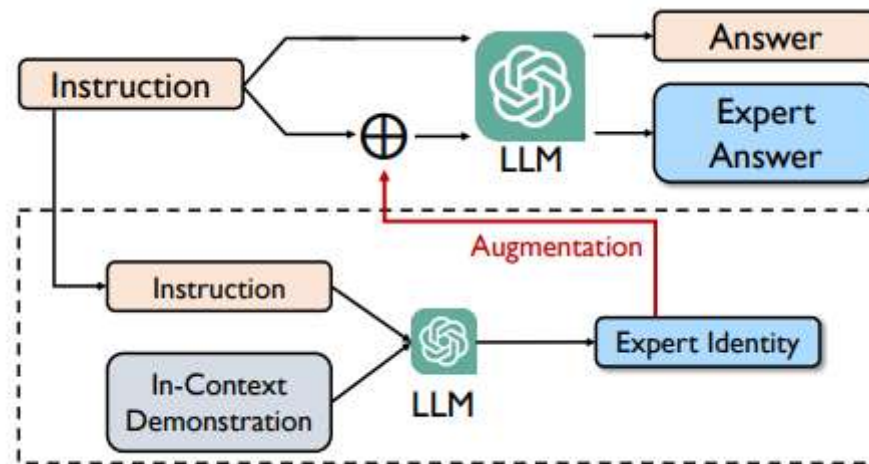 Answer
Instruction
Expert
Answer
LLM
Augmentation
Instruction
Expert Identity
In-Context
Demonstration
LLM